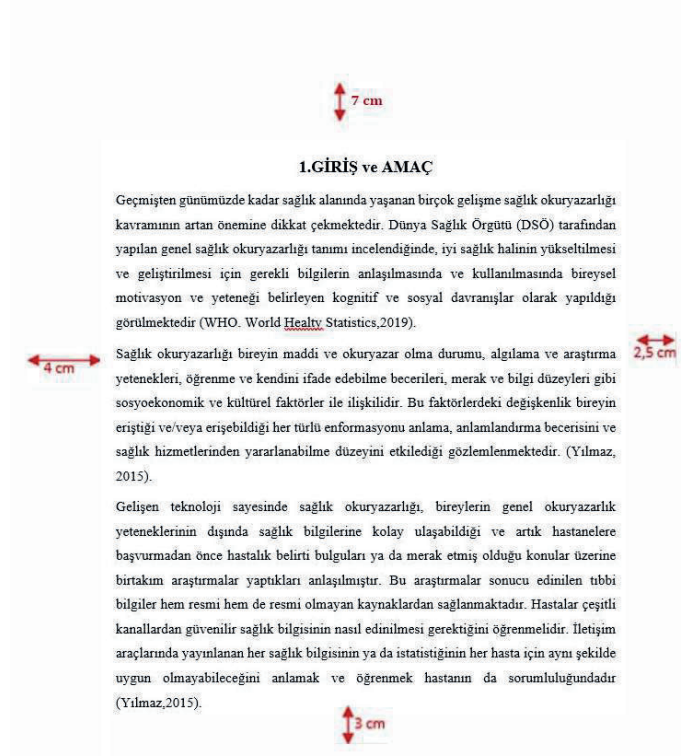 7 cm
1.GİRİŞ ve AMAÇ
Geçmişten günümüzde kadar sağlık alanında yaşanan birçok gelişme sağlık okuryazarlığı
kavramının artan önemine dikkat çekmektedir. Dünya Sağlık Örgütü (DSÖ) tarafından
yapılan genel sağlık okuryazarlığı tanımı incelendiğinde, iyi sağlık halinin yükseltilmesi
ve geliştirilmesi için gerekli bilgilerin anlaşılmasında ve kullanılmasında bireysel
motivasyon ve yeteneği belirleyen kognitif ve sosyal davranışlar olarak yapıldığı
görülmektedir (WHO. World Healty Statistics,2019).
Sağlık okuryazarlığı bireyin maddi ve okuryazar olma durumu, algılama ve araştırma
2,5 cm
4 cm
yetenekleri, öğrenme ve kendini ifade edebilme becerileri, merak ve bilgi düzeyleri gibi
sosyoekonomik ve kültürel faktörler ile ilişkilidir. Bu faktörlerdeki değişkenlik bireyin
eriştiği ve/veya erişebildiği her türlü enformasyonu anlama, anlamlandırma becerisini ve
sağlık hizmetlerinden yararlanabilme düzeyini etkilediği gözlemlenmektedir. (Yılmaz,
2015).
Gelişen teknoloji sayesinde sağlık okuryazarlığı, bireylerin genel okuryazarlık
yeteneklerinin dışında sağlık bilgilerine kolay ulaşabildiği ve artık hastanelere
başvurmadan önce hastalık belirti bulguları ya da merak etmiş olduğu konular üzerine
birtakım araştırmalar yaptıkları anlaşılmıştır. Bu araştırmalar sonucu edinilen tıbbi
bilgiler hem resmi hem de resmi olmayan kaynaklardan sağlanmaktadır. Hastalar çeşitli
kanallardan güvenilir sağlık bilgisinin nasıl edinilmesi gerektiğini öğrenmelidir. İletişim
araçlarında yayınlanan her sağlık bilgisinin ya da istatistiğinin her hasta için aynı şekilde
uygun olmayabileceğini anlamak ve öğrenmek hastanın da sorumluluğundadır
(Yılmaz,2015).
3 cm